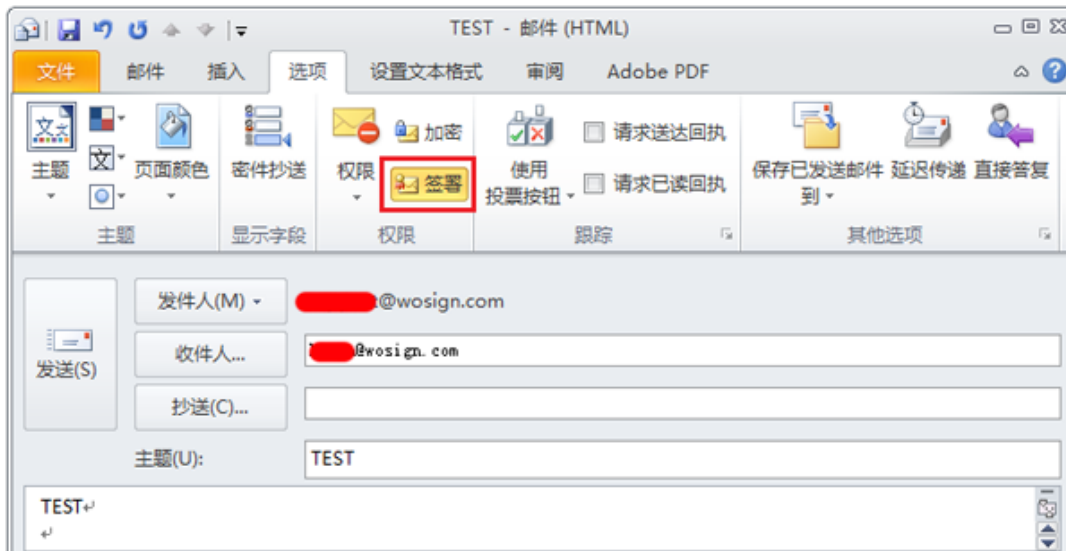 TEST - 邮件 (HTML)
文件 邮件 插入 选项 设置文本格式 审阅 Adobe PDF
主题 文 页面颜色 密件抄送 权限 加密 签署 使用 投票按钮 请求送达回执 请求已读回执 保存已发送邮件 到 延迟传递 直接答复
主题 显示字段 权限 跟踪 其他选项
发送(S)
发件人(M) @wosign.com
收件人... @wosign.com
抄送(C)...
主题(U): TEST
TEST